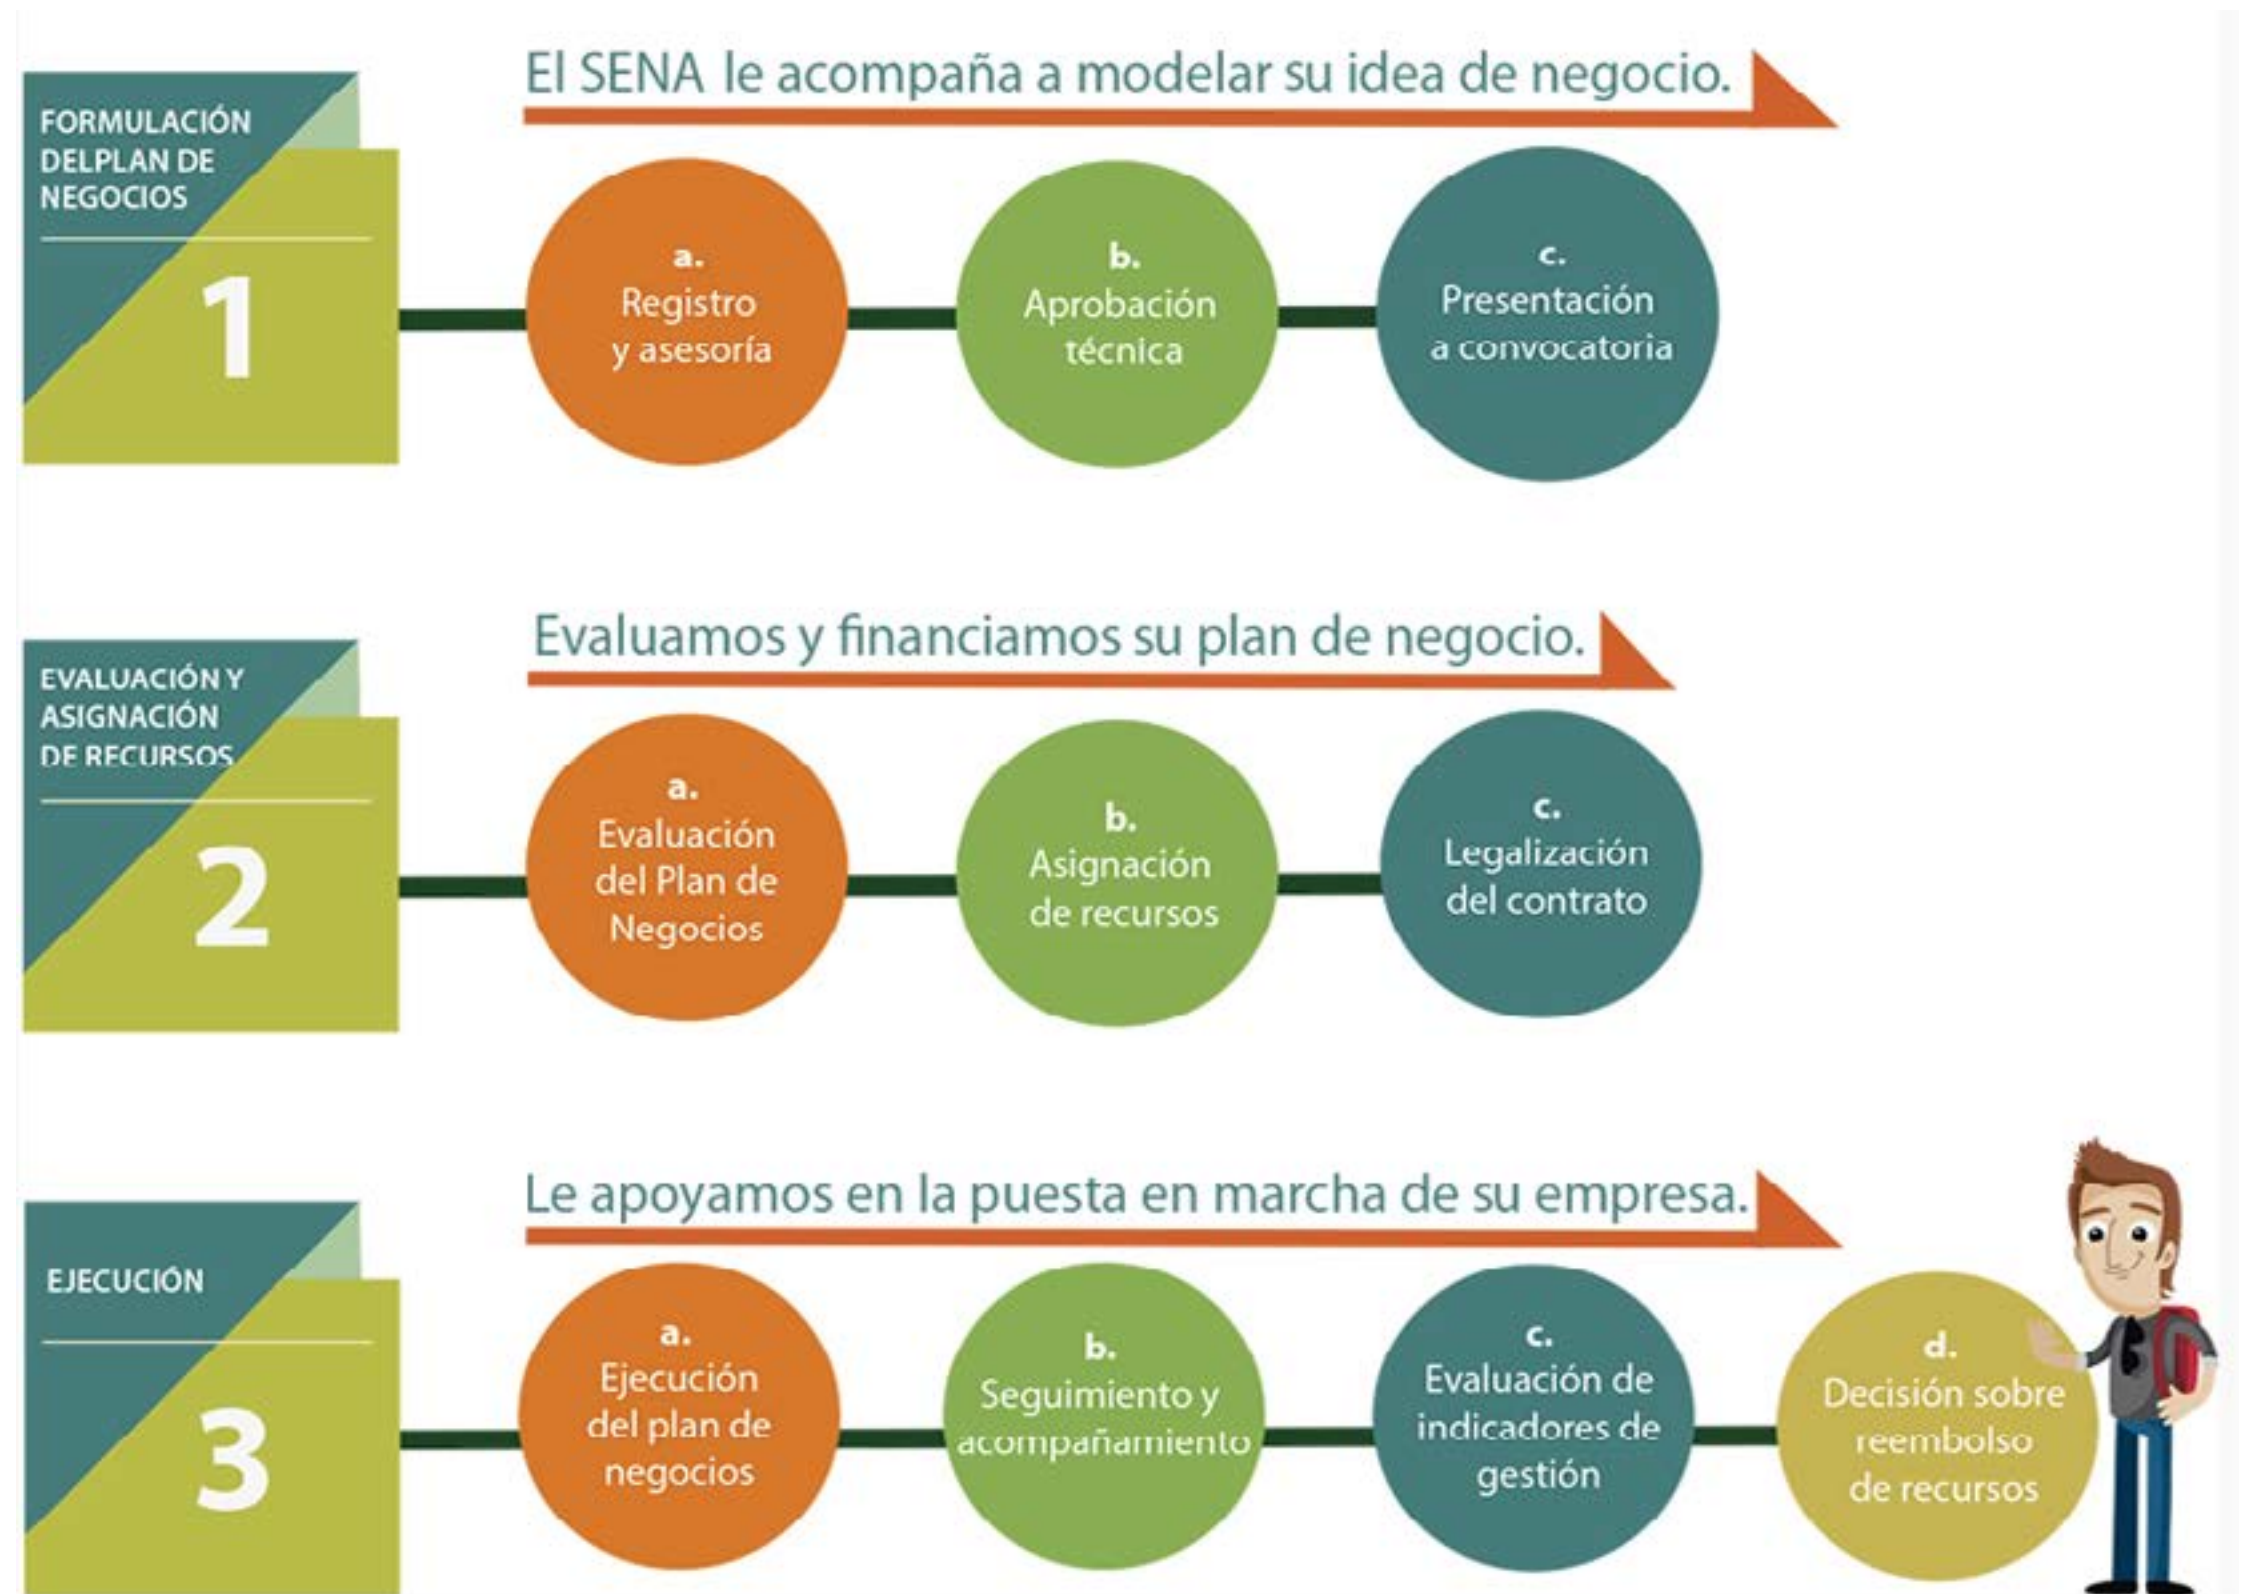 El SENA le acompaña a modelar su idea de negocio.
FORMULACIÓN
DELPLAN DE
NEGOCIOS
1
a.
Registro
y asesoría
b.
Aprobación
técnica
c.
Presentación
a convocatoria
Evaluamos y financiamos su plan de negocio.
EVALUACIÓN Y
ASIGNACIÓN
DE RECURSOS
2
a.
Evaluación
del Plan de
Negocios
b.
Asignación
de recursos
c.
Legalización
del contrato
Le apoyamos en la puesta en marcha de su empresa.
EJECUCIÓN
3
a.
Ejecución
del plan de
negocios
b.
Seguimiento y
acompañamiento
c.
Evaluación de
indicadores de
gestión
d.
Decisión sobre
reembolso
de recursos